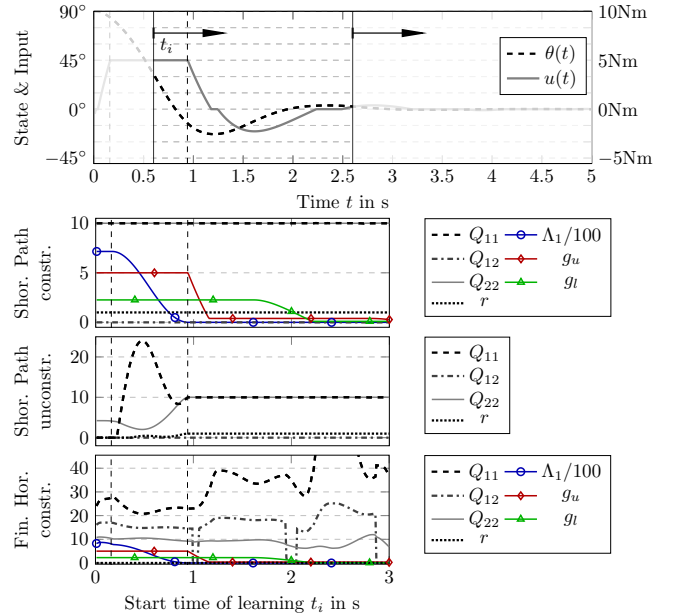 State & Input
90°
45°
0°
−45°
10Nm
5Nm
0Nm
−5Nm
t_i
θ(t)
u(t)
0 0.5 1 1.5 2 2.5 3 3.5 4 4.5 5
Time t in s
Shor. Path
constr.
10
5
0
Q_11 Λ_1/100
Q_12 g_u
Q_22 g_l
r
Shor. Path
unconstr.
20
10
0
Q_11
Q_12
Q_22
r
Fin. Hor.
constr.
40
30
20
10
0
Q_11 Λ_1/100
Q_12 g_u
Q_22 g_l
r
0 1 2 3
Start time of learning t_i in s